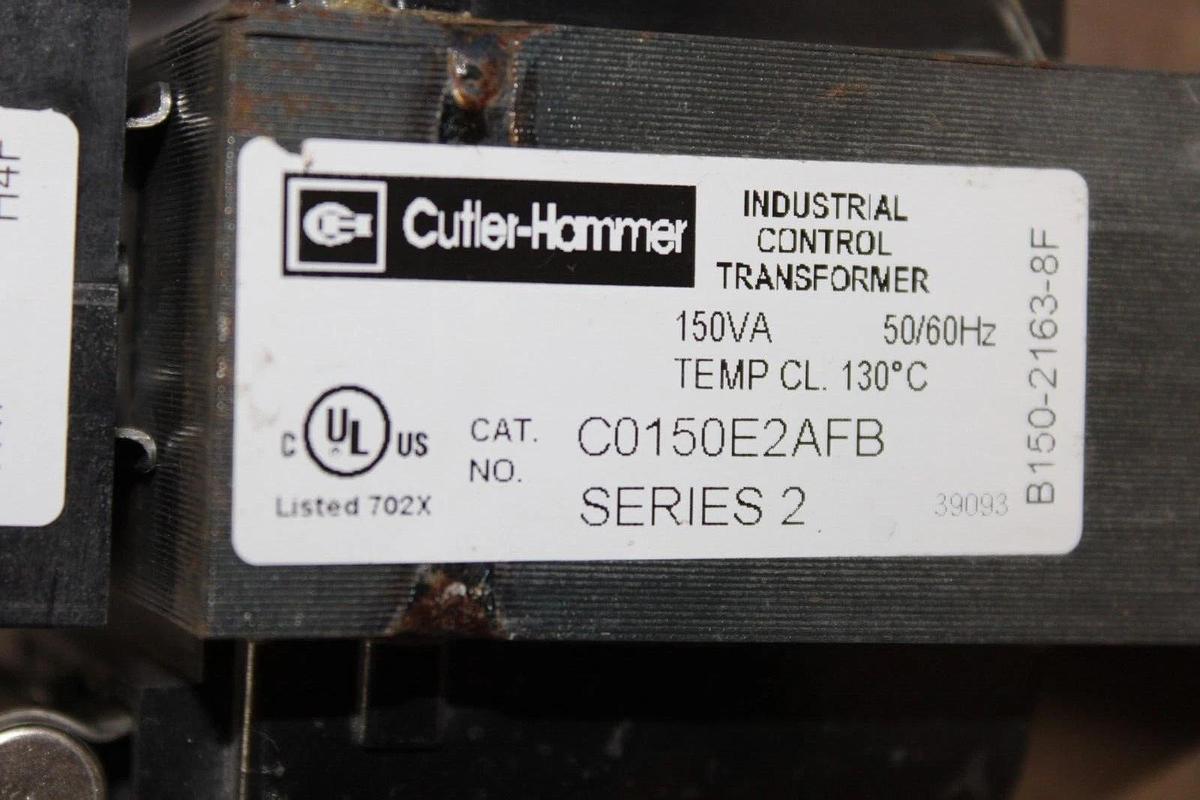 Cutler-Hammer
INDUSTRIAL
CONTROL
TRANSFORMER
150VA 50/60Hz
TEMP CL. 130°C
C UL US
Listed 702X
CAT. NO. C0150E2AFB
SERIES 2
39093
B150-2163-8F